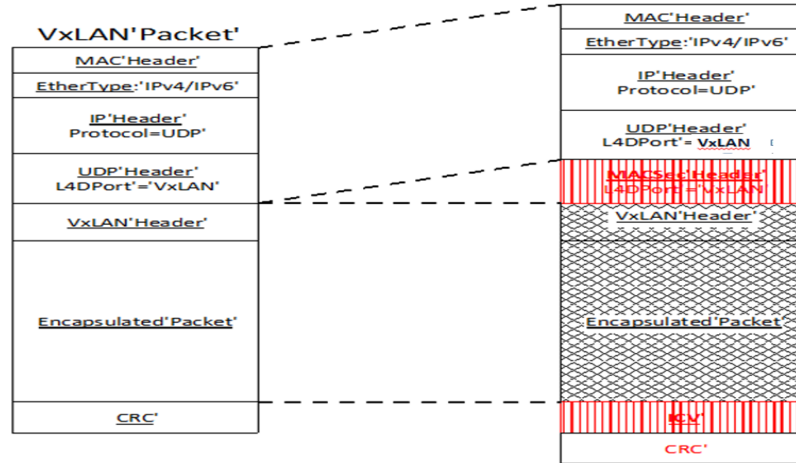 VxLAN'Packet'
MAC'Header'
EtherType:'IPv4/IPv6'
IP'Header'
Protocol=UDP'
UDP'Header'
L4DPort'='VxLAN'
VxLAN'Header'
Encapsulated'Packet'
CRC'
MAC'Header'
EtherType:'IPv4/IPv6'
IP'Header'
Protocol=UDP'
UDP'Header'
L4DPort'= VxLAN
MACSec'Header'
L4DPort'='VxLAN'
VxLAN'Header'
Encapsulated'Packet'
ICV'
CRC'